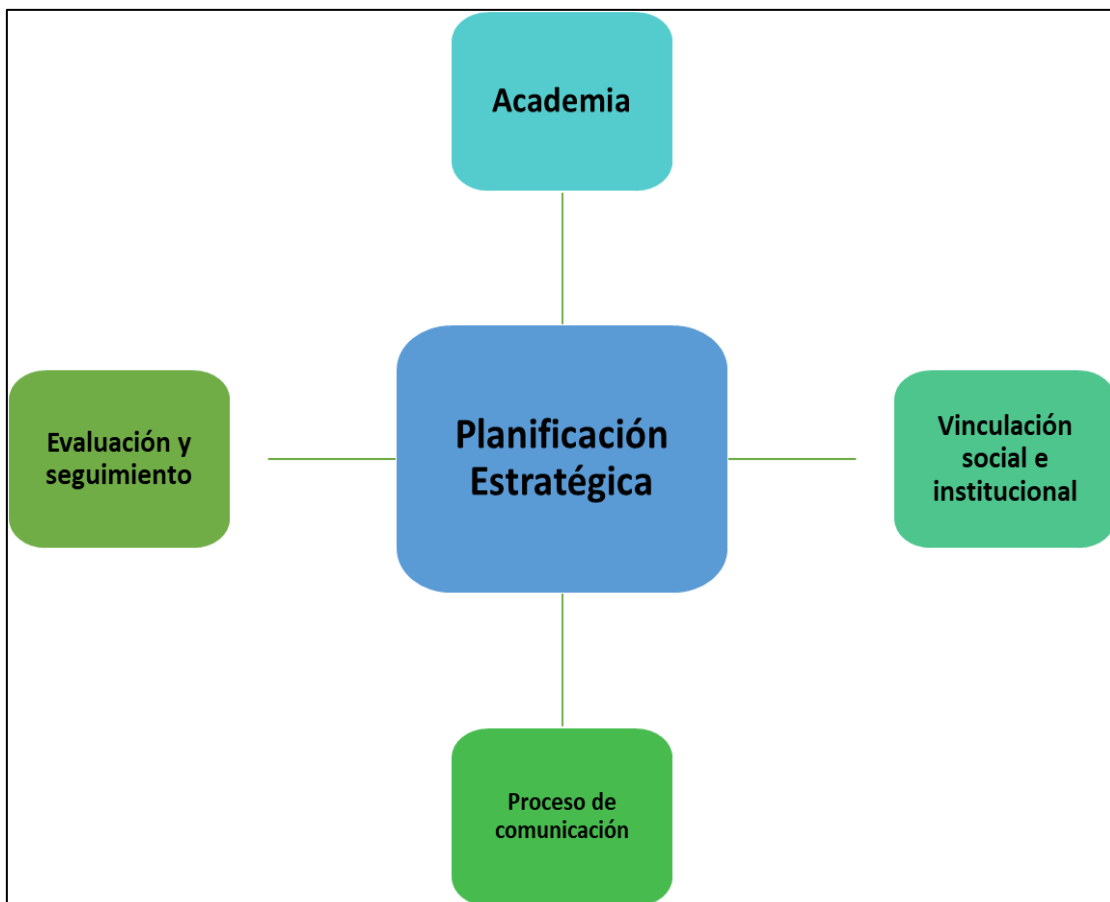 Academia
Evaluación y
seguimiento
Planificación
Estratégica
Vinculación
social e
institucional
Proceso de
comunicación